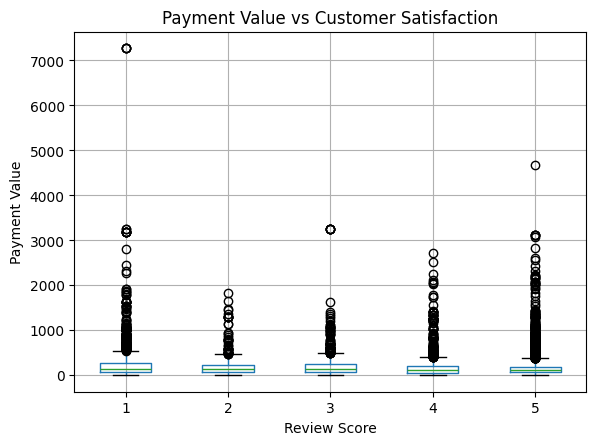 Payment Value vs Customer Satisfaction
7000
6000
5000
4000
3000
2000
1000
0
Payment Value
1 2 3 4 5
Review Score